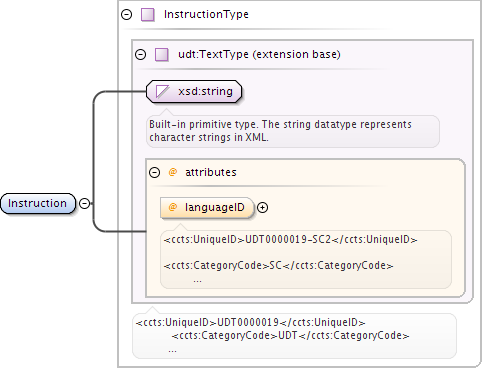 InstructionType
udt:TextType (extension base)
xsd:string
Built-in primitive type. The string datatype represents
character strings in XML.
@ attributes
Instruction
@ languageID
<ccts:UniqueID>UDT0000019-SC2</ccts:UniqueID>
<ccts:CategoryCode>SC</ccts:CategoryCode>
...
<ccts:UniqueID>UDT0000019</ccts:UniqueID>
<ccts:CategoryCode>UDT</ccts:CategoryCode>
...